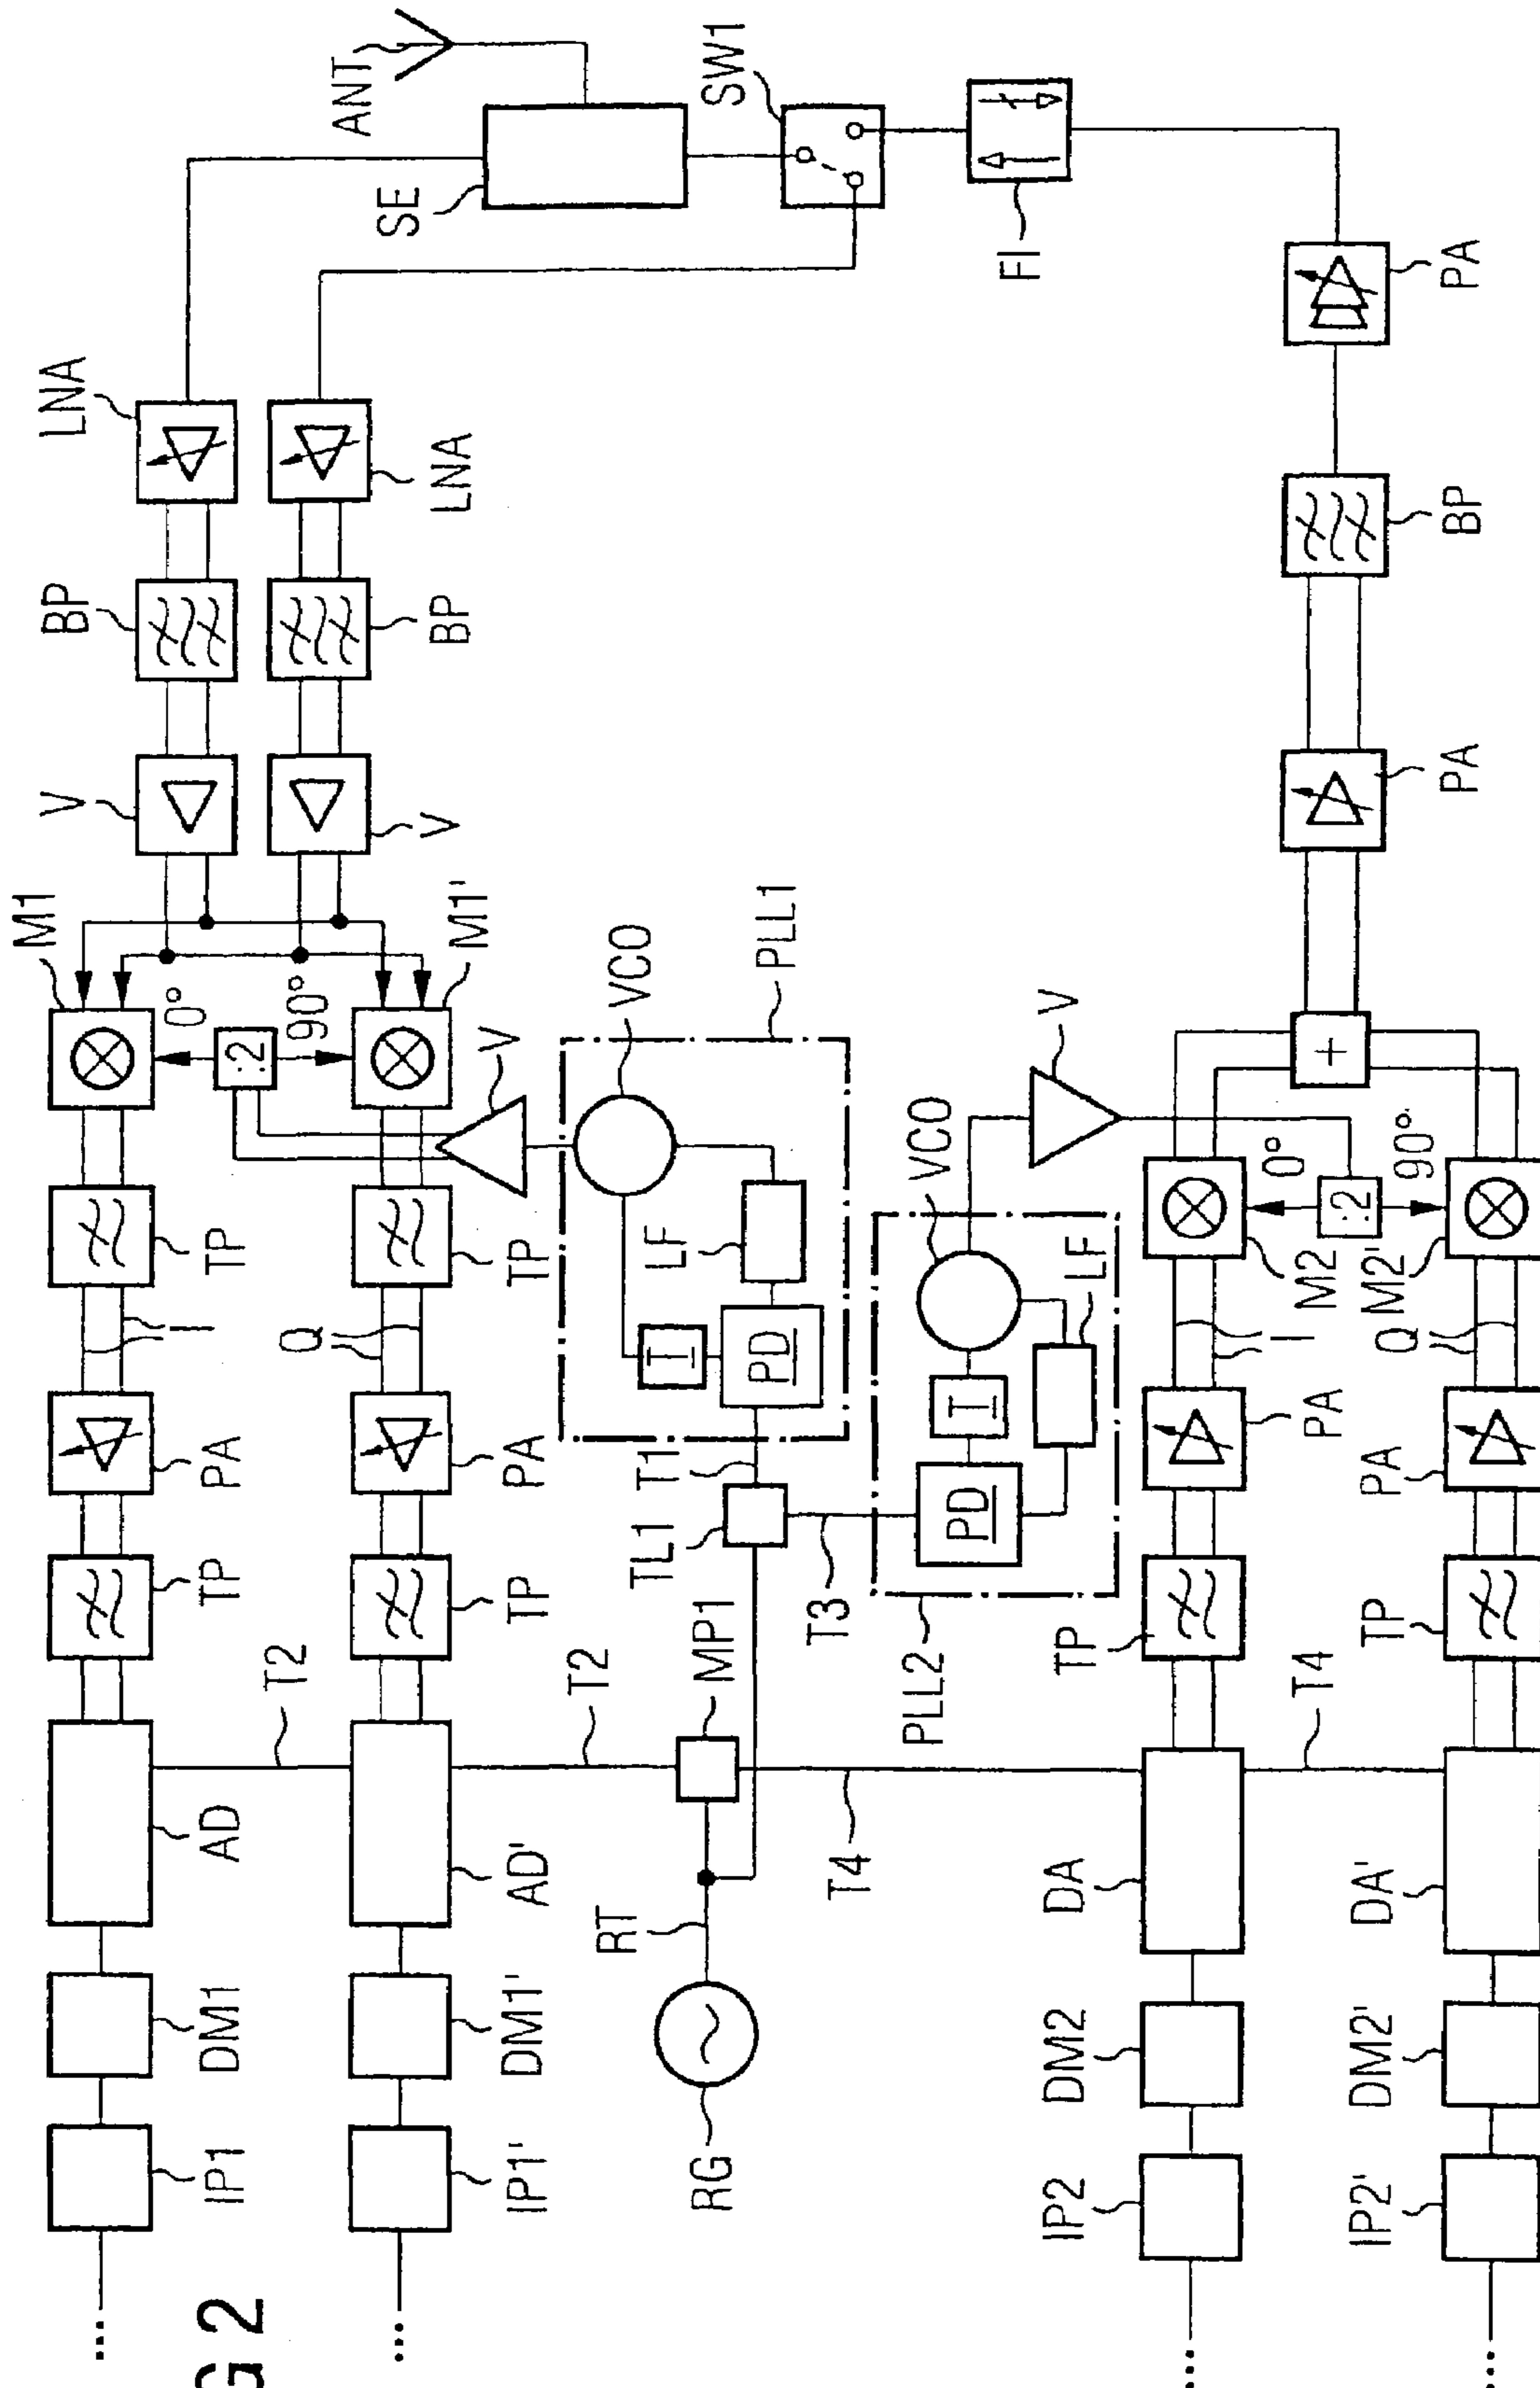 ANT
SE
SW1
FI
LNA
LNA
BP
BP
V
V
PA
BP
PA
M1
M1'
0°
:2
90°
V
VCO
PLL1
LF
T
PD
TP
TP
I
Q
PA
PA
TP
TP
T1
TL1
T3
VCO
LF
T
PD
PLL2
V
+
0°
:2
90°
M2
M2'
I
Q
PA
PA
TP
TP
T2
T2
MP1
T4
T4
AD
AD'
RT
RG
DA
DA'
DM1
DM1'
DM2
DM2'
IP1
IP1'
IP2
IP2'
...
...
...
...
G 2